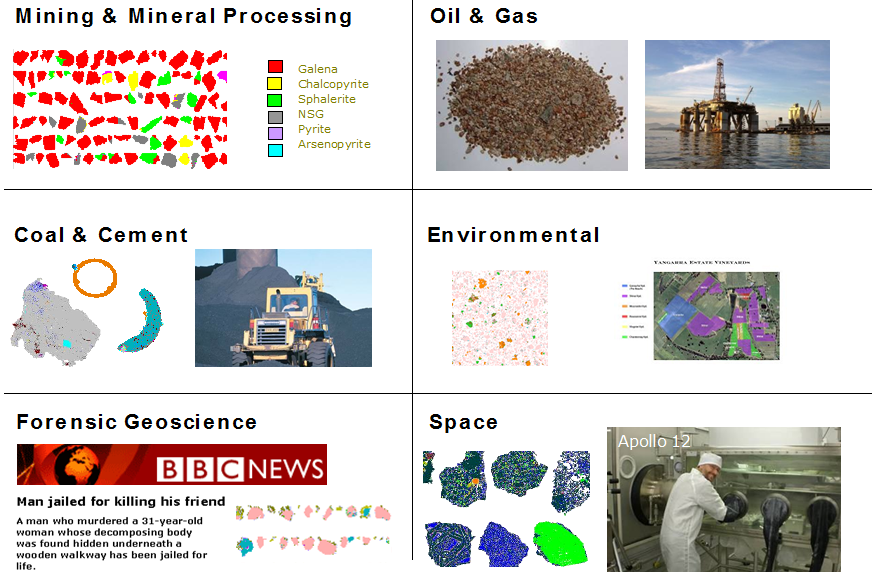 Mining & Mineral Processing
Galena
Chalcopyrite
Sphalerite
NSG
Pyrite
Arsenopyrite
Oil & Gas
Coal & Cement
Environmental
YANGARRA ESTATE VINEYARDS
Forensic Geoscience
BBC NEWS
Man jailed for killing his friend
A man who murdered a 31-year-old
woman whose decomposing body
was found hidden underneath a
wooden walkway has been jailed for
life.
Space
Apollo 12